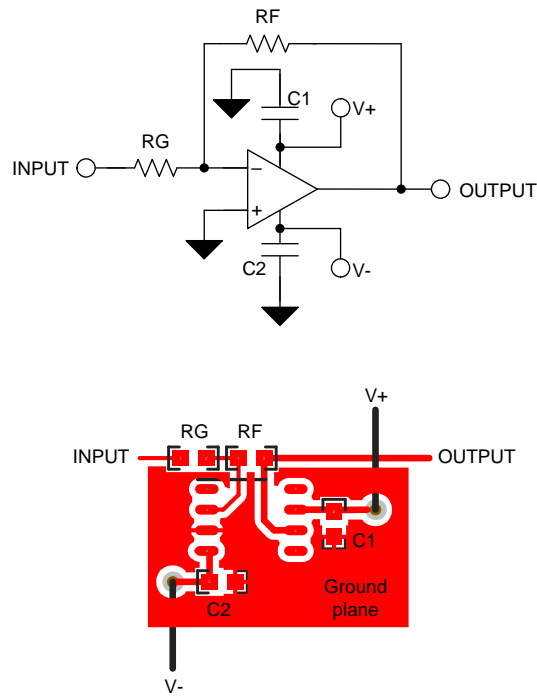 RF
C1
V+
RG
INPUT
−
+
OUTPUT
C2
V-
V+
RG
RF
INPUT
OUTPUT
C1
C2
Ground
plane
V-